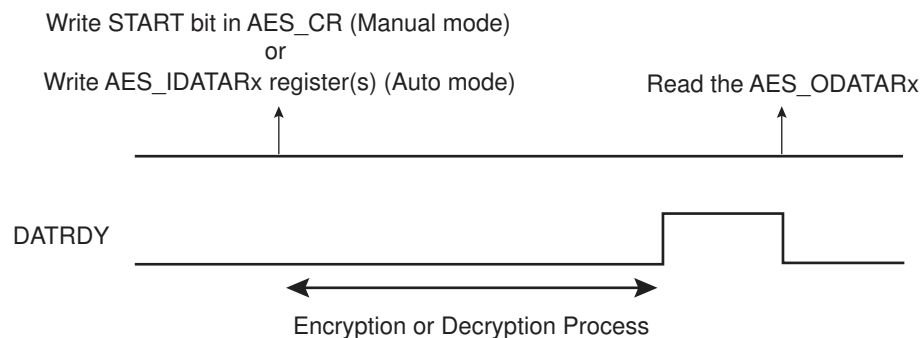 Write START bit in AES_CR (Manual mode)
or
Write AES_IDATARx register(s) (Auto mode)
Read the AES_ODATARx
DATRDY
Encryption or Decryption Process